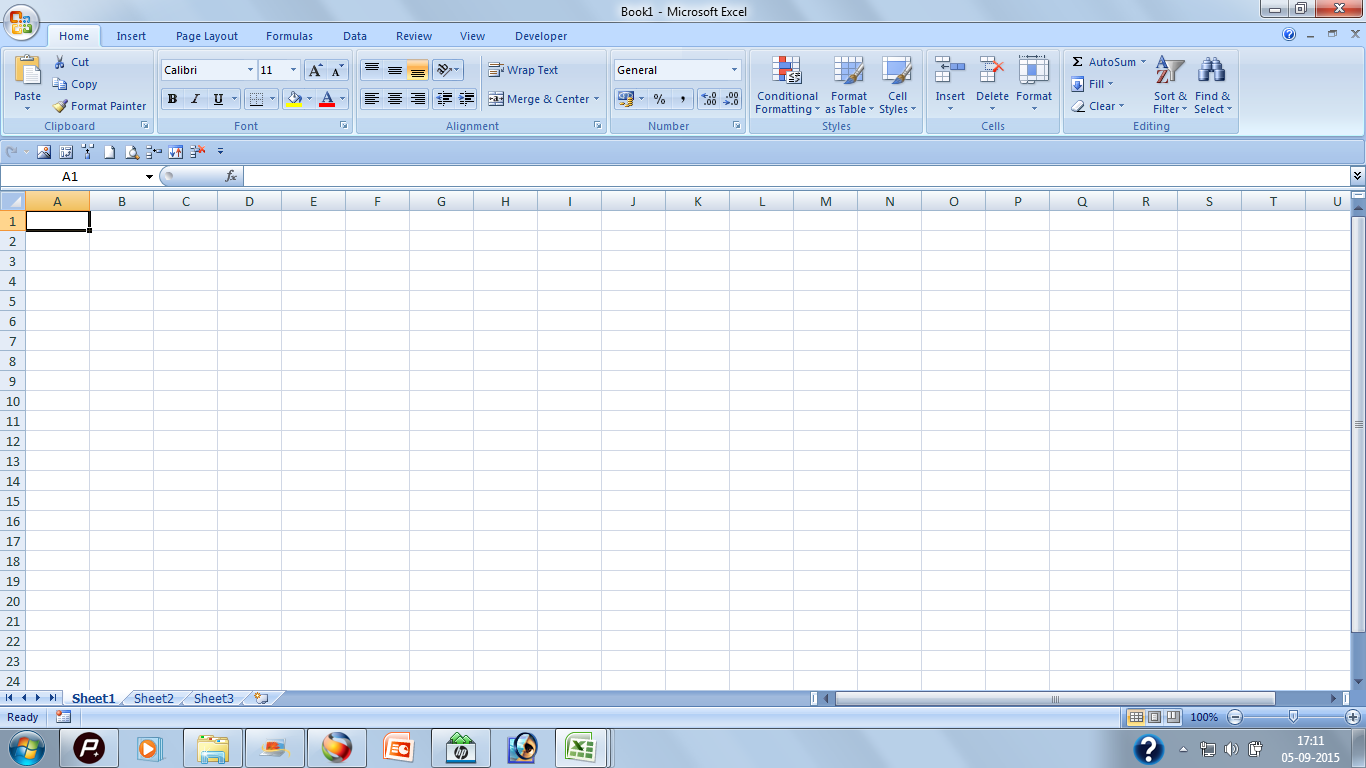 Book1 - Microsoft Excel
Home Insert Page Layout Formulas Data Review View Developer
Paste Cut Copy Format Painter
Calibri 11
B I U A
Wrap Text
Merge & Center
General
% ,
Conditional Formatting Format as Table Cell Styles
Insert Delete Format
Σ AutoSum Fill Clear
Sort & Filter Find & Select
Clipboard Font Alignment Number Styles Cells Editing
A1 fx
A B C D E F G H I J K L M N O P Q R S T U
1
2
3
4
5
6
7
8
9
10
11
12
13
14
15
16
17
18
19
20
21
22
23
24
Sheet1 Sheet2 Sheet3
Ready 100%
17:11
05-09-2015